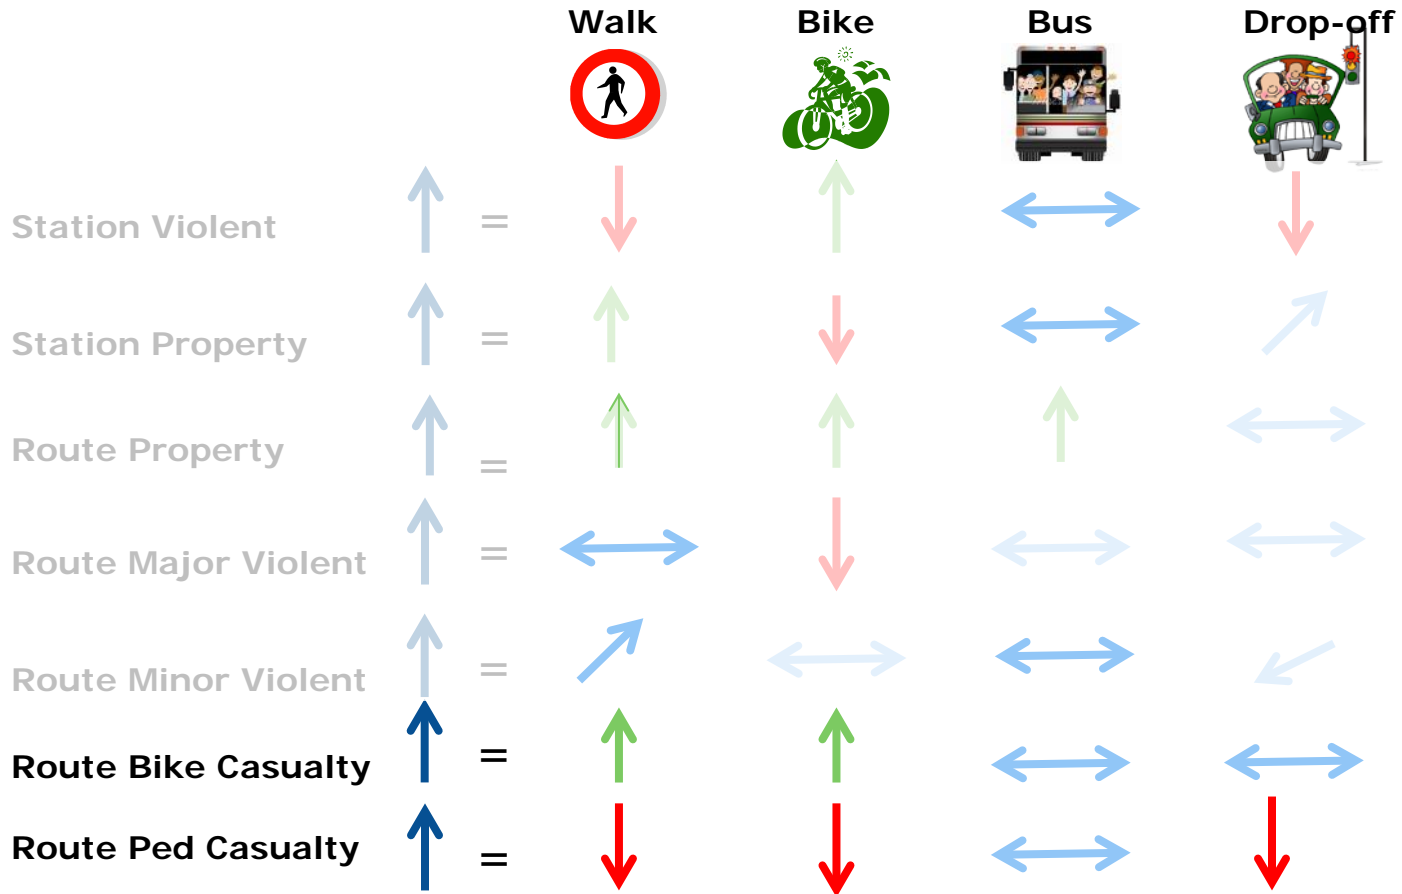 Walk Bike Bus Drop-off
Station Violent =
Station Property =
Route Property =
Route Major Violent =
Route Minor Violent =
Route Bike Casualty =
Route Ped Casualty =